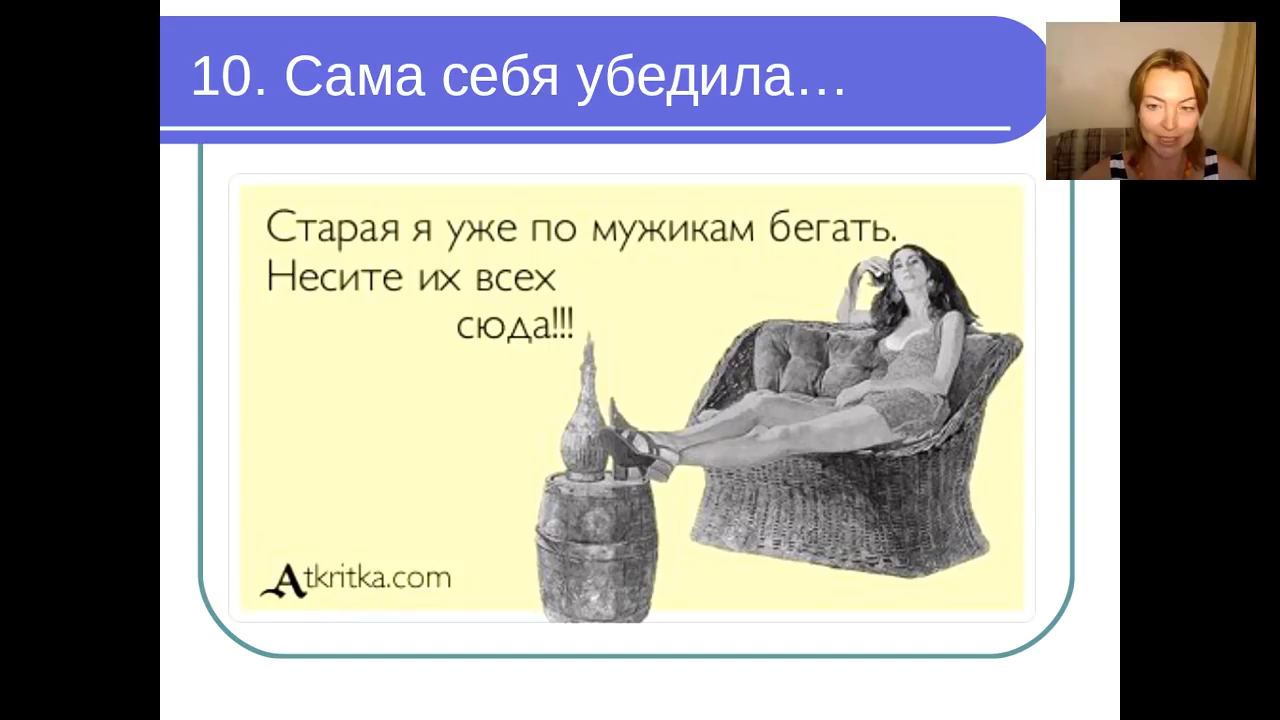 10. Сама себя убедила…
Старая я уже по мужикам бегать.
Несите их всех
сюда!!!
Atkritka.com